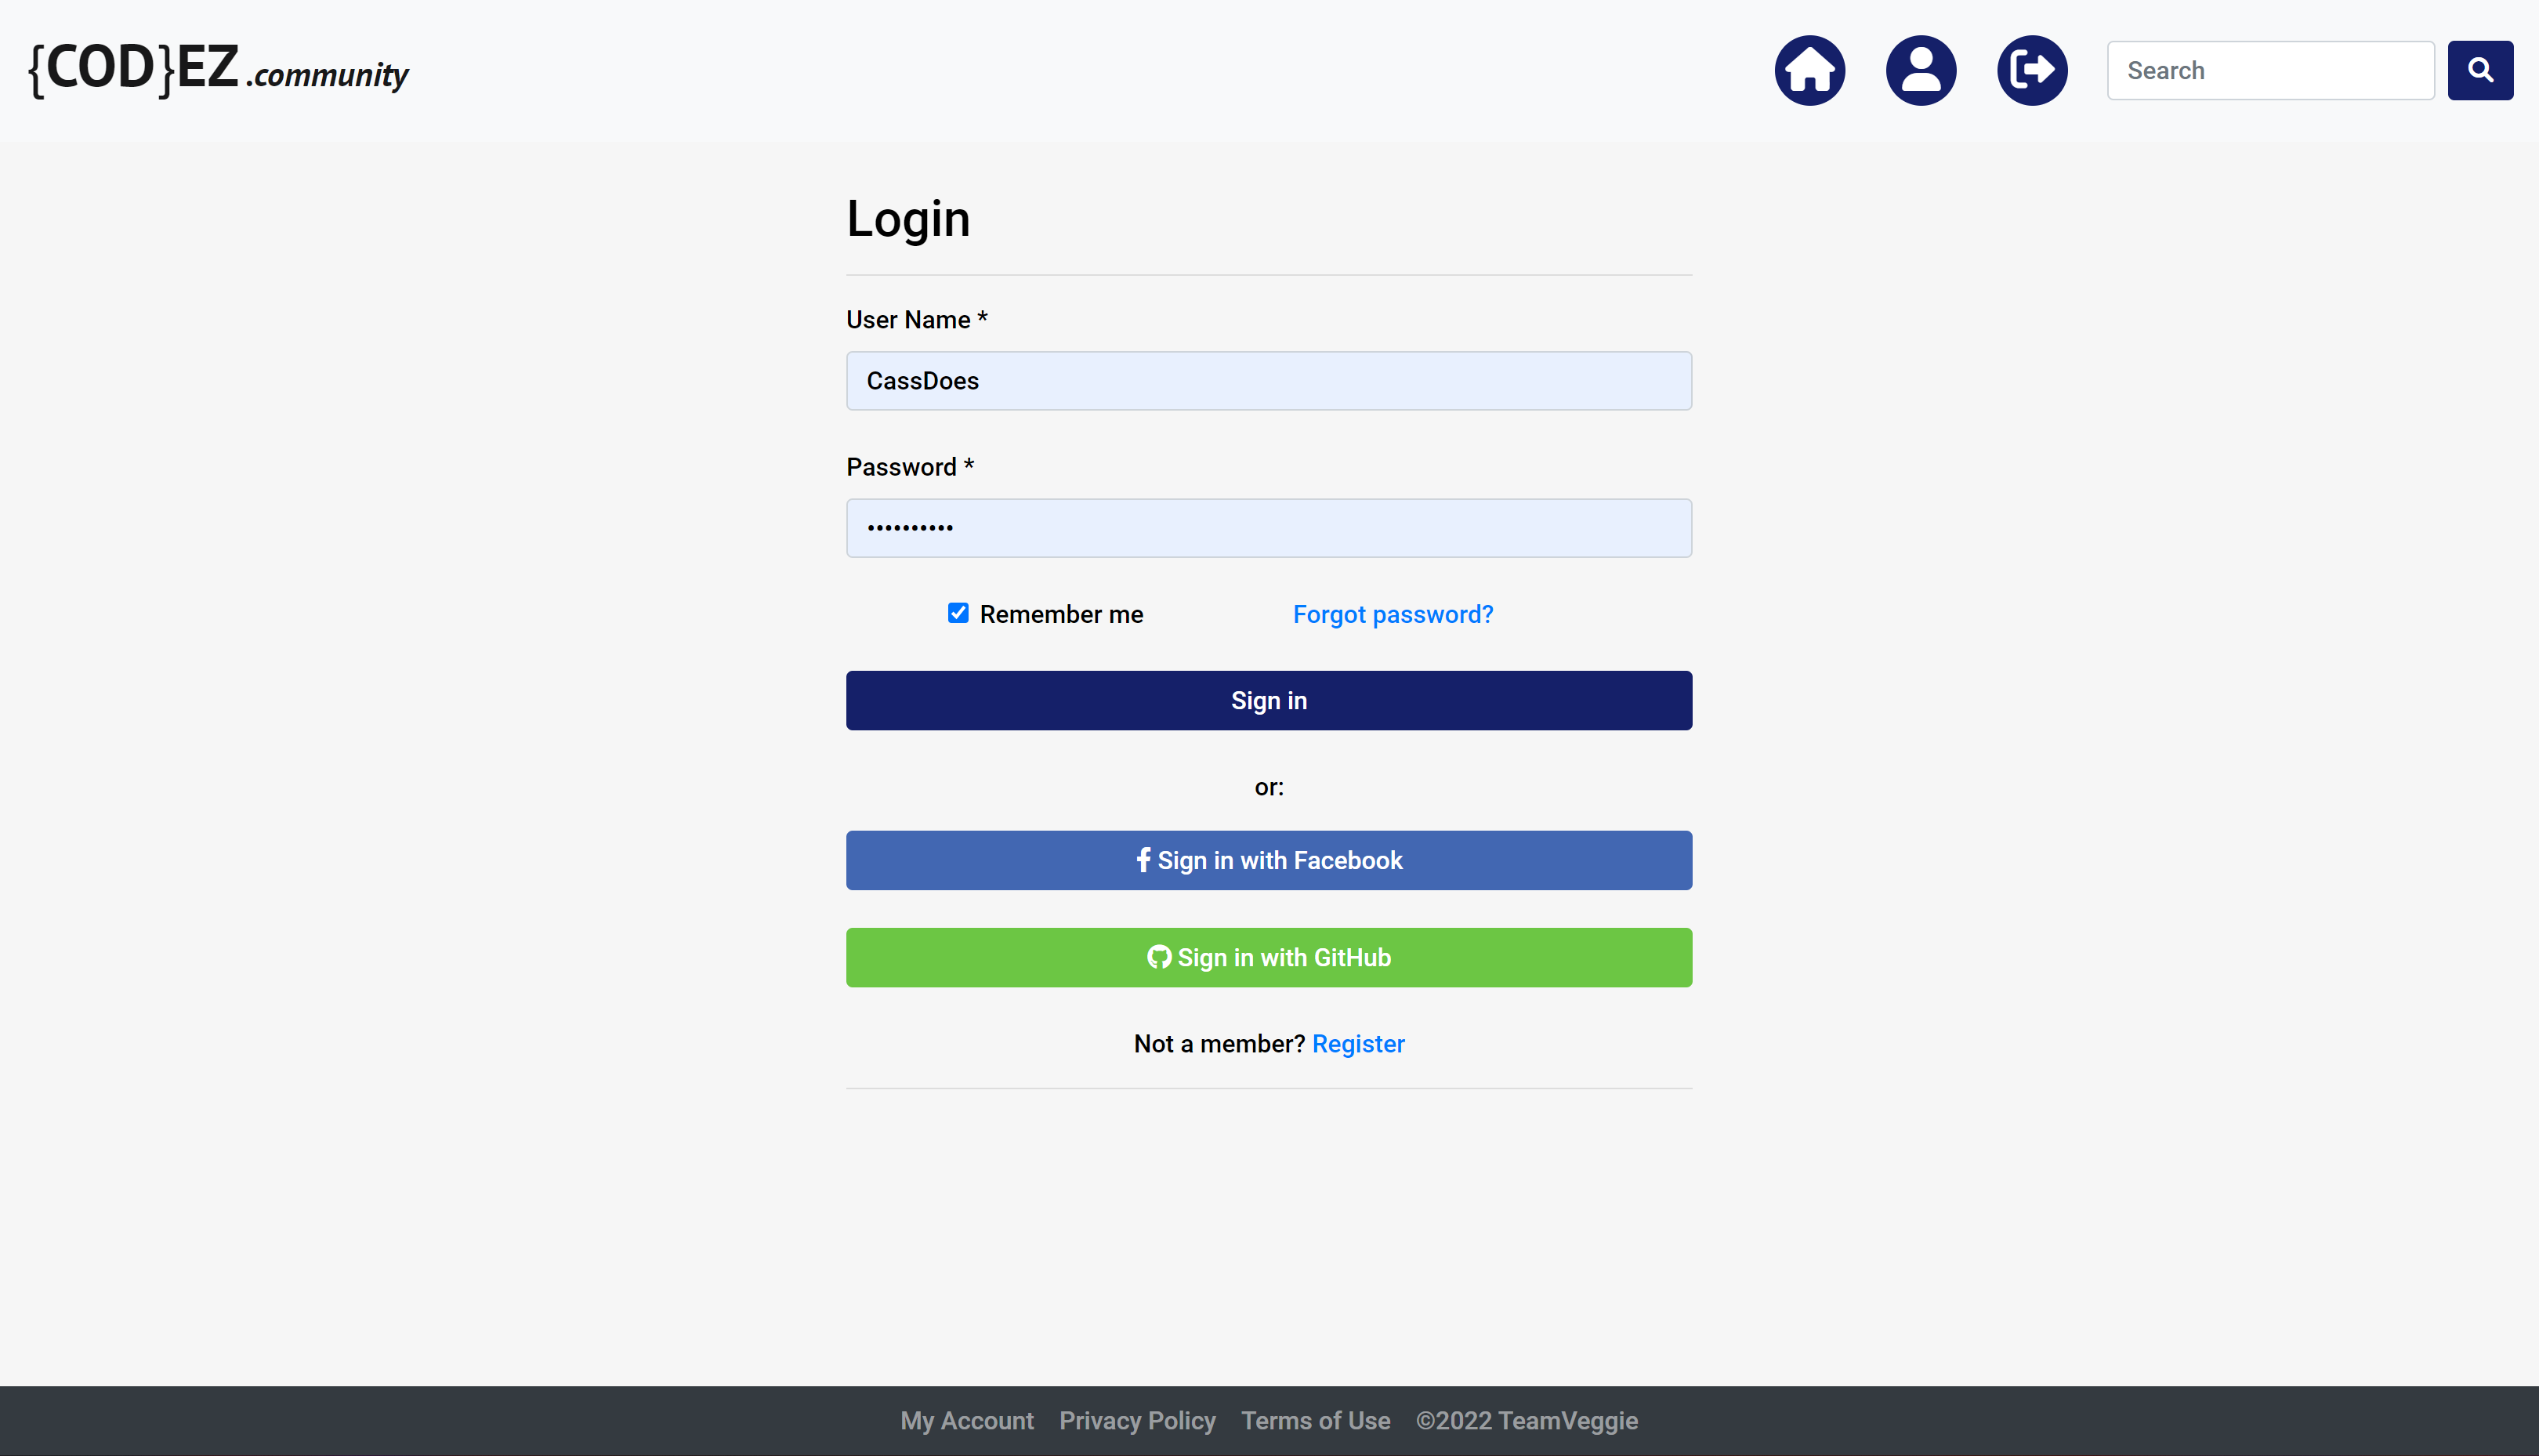 {COD}EZ .community
Search
Login
User Name *
CassDoes
Password *
••••••••••
Remember me Forgot password?
Sign in
or:
Sign in with Facebook
Sign in with GitHub
Not a member? Register
My Account Privacy Policy Terms of Use ©2022 TeamVeggie